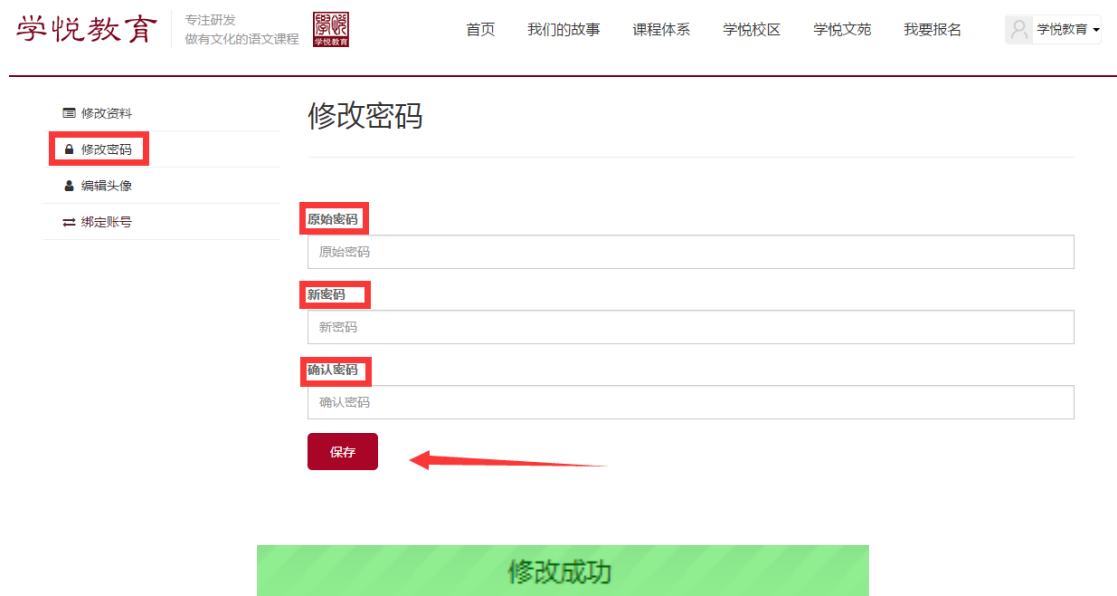 学悦教育
专注研发
做有文化的语文课程
學悅
学悦教育
首页 我们的故事 课程体系 学悦校区 学悦文苑 我要报名 学悦教育
修改资料
修改密码
编辑头像
绑定账号
修改密码
原始密码
原始密码
新密码
新密码
确认密码
确认密码
保存
修改成功